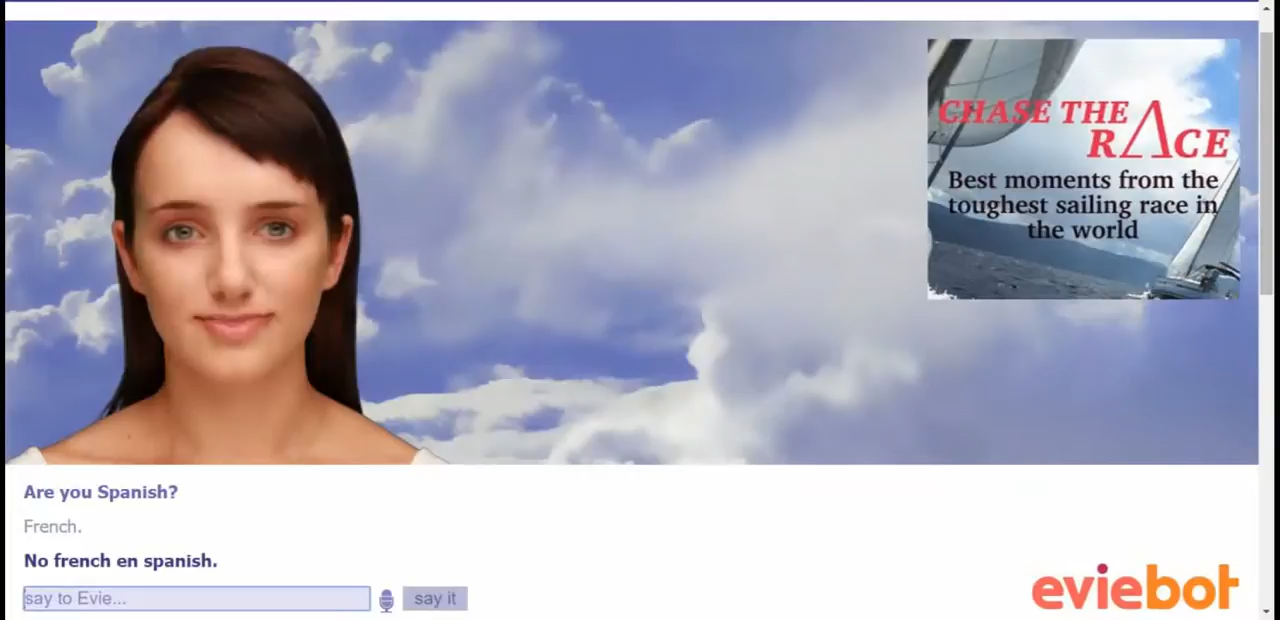 CHASE THE
RACE
Best moments from the
toughest sailing race in
the world
Are you Spanish?
French.
No french en spanish.
say to Evie...
say it
eviebot